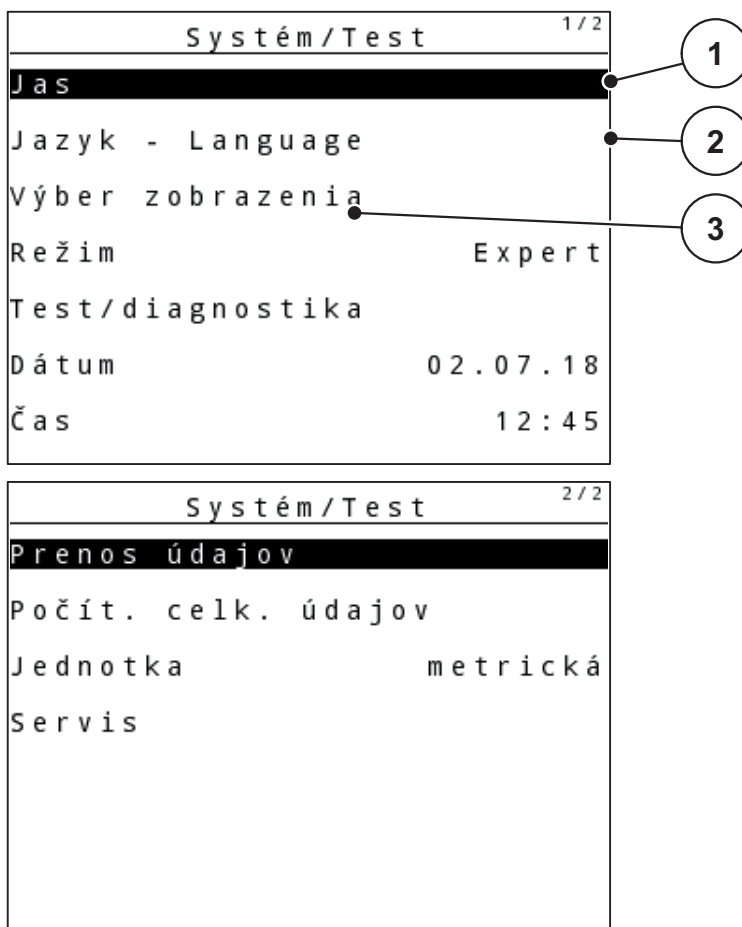 Systém/Test 1/2
Jas
1
Jazyk - Language
2
Výber zobrazenia
3
Režim Expert
Test/diagnostika
Dátum 02.07.18
Čas 12:45
Systém/Test 2/2
Prenos údajov
Počít. celk. údajov
Jednotka metrická
Servis